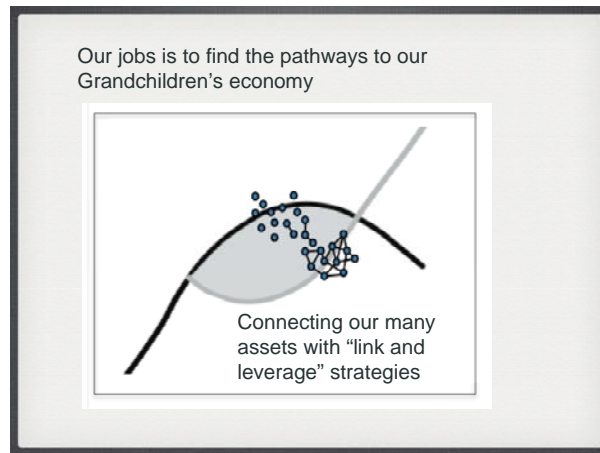 Our jobs is to find the pathways to our
Grandchildren's economy
Connecting our many
assets with “link and
leverage” strategies